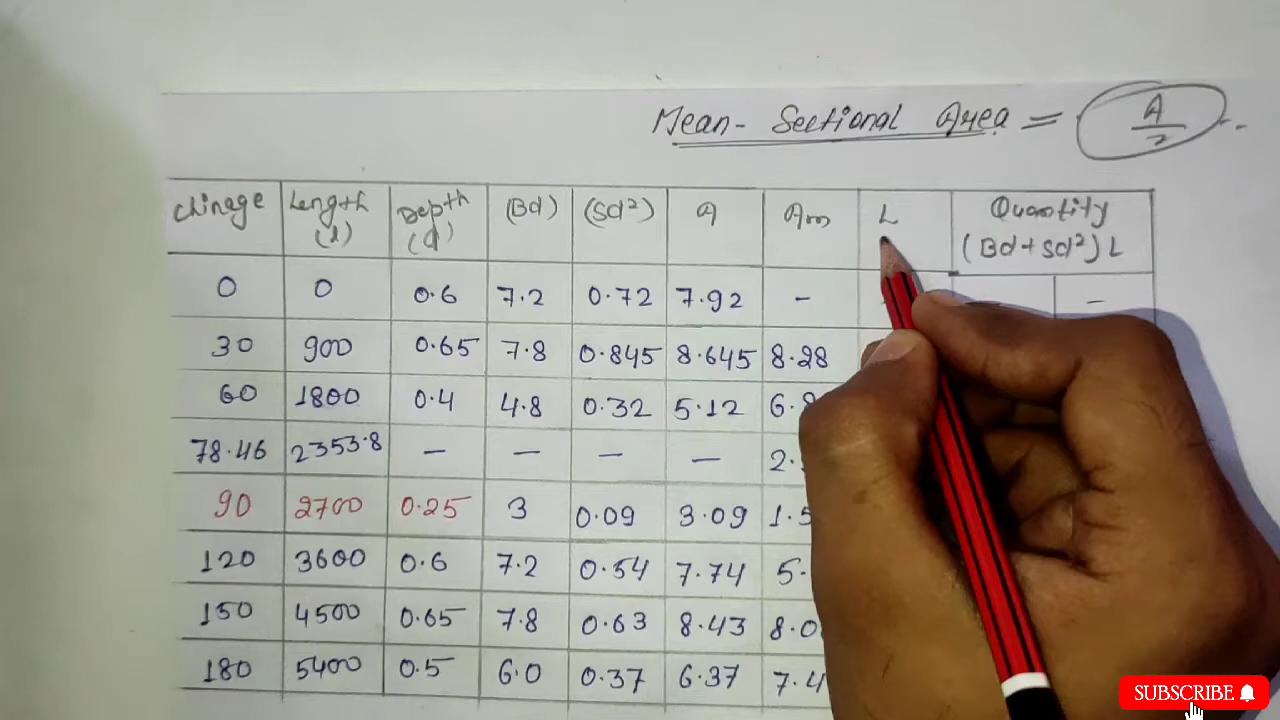 Mean- Sectional Area = A/2
Chinage Length (l) Depth (d) (Bd) (Sd²) A Am L Quantity (Bd+Sd²) L
0 0 0.6 7.2 0.72 7.92 -
30 900 0.65 7.8 0.845 8.645 8.28
60 1800 0.4 4.8 0.32 5.12
78.46 2353.8 - - - -
90 2700 0.25 3 0.09 3.09
120 3600 0.6 7.2 0.54 7.74
150 4500 0.65 7.8 0.63 8.43
180 5400 0.5 6.0 0.37 6.37
SUBSCRIBE